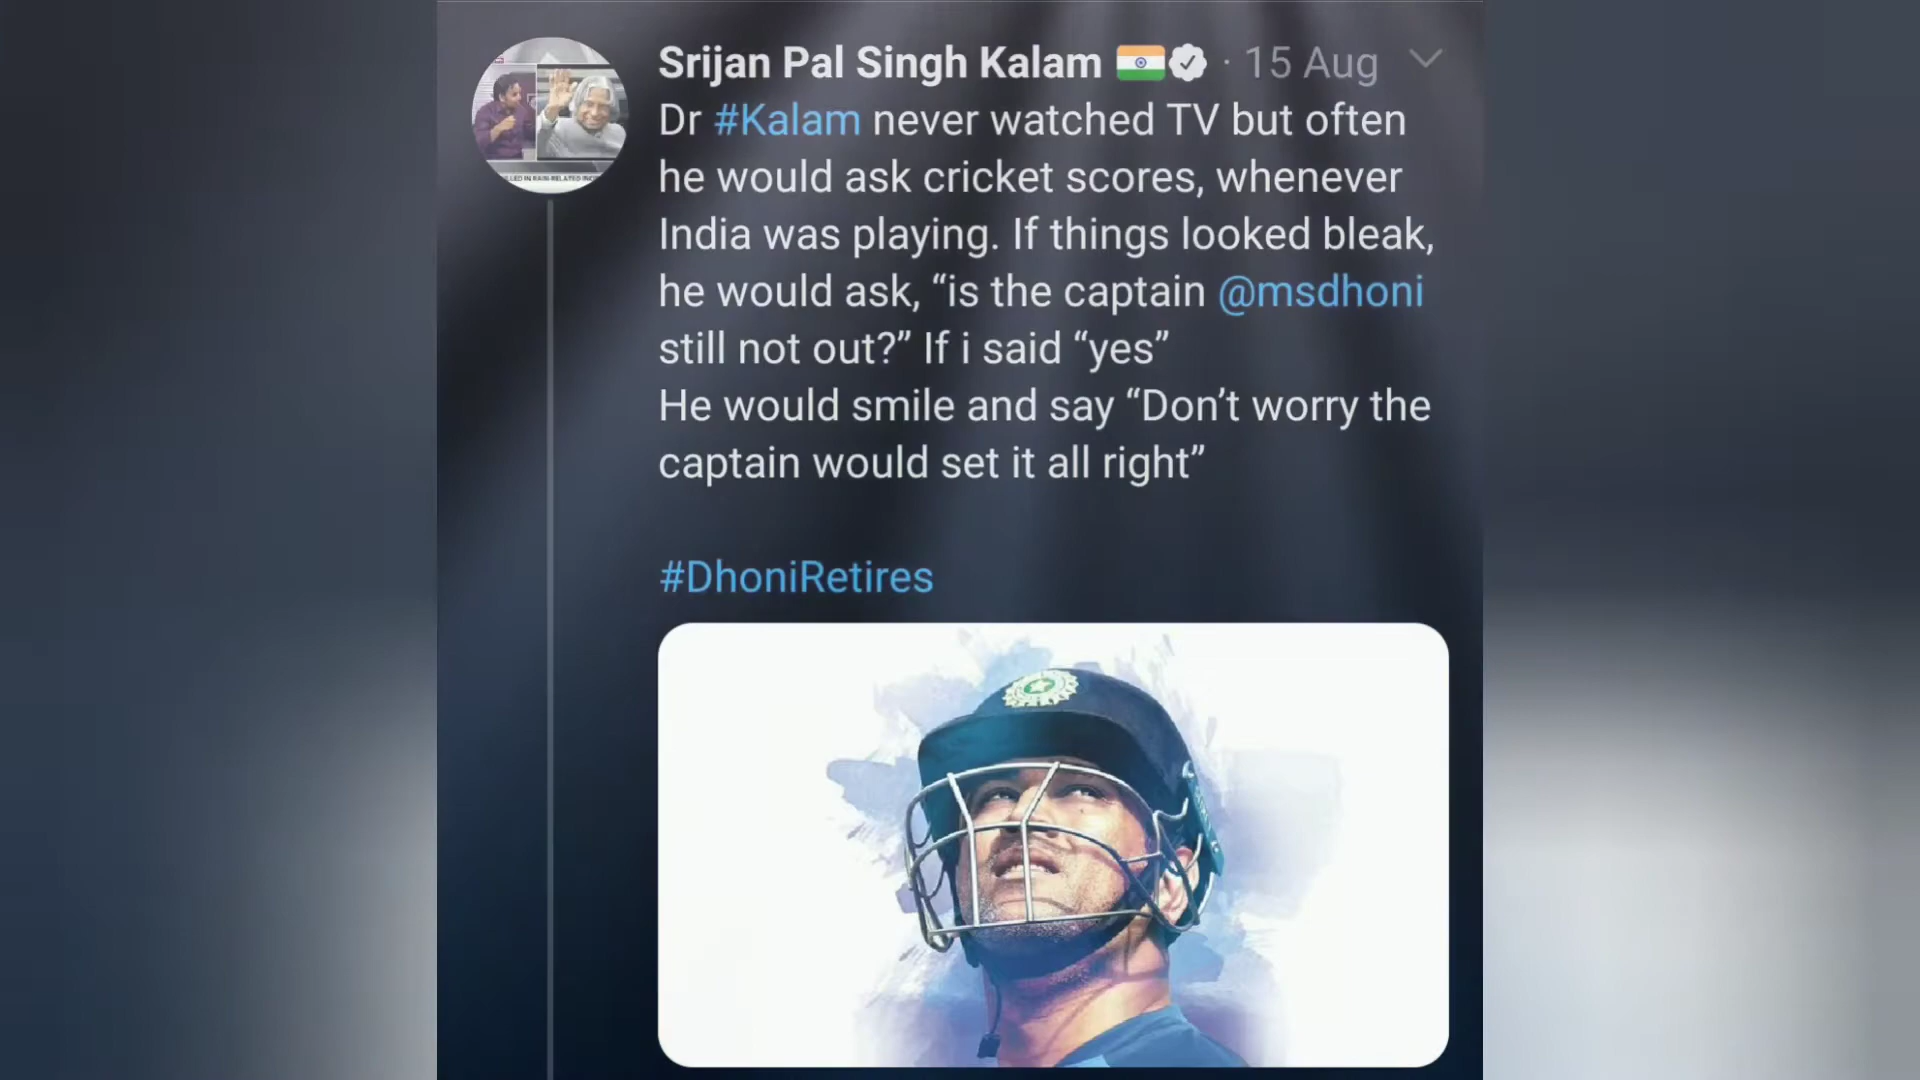 Srijan Pal Singh Kalam 🇮🇳 · 15 Aug
Dr #Kalam never watched TV but often
he would ask cricket scores, whenever
India was playing. If things looked bleak,
he would ask, “is the captain @msdhoni
still not out?” If i said “yes”
He would smile and say “Don’t worry the
captain would set it all right”
#DhoniRetires